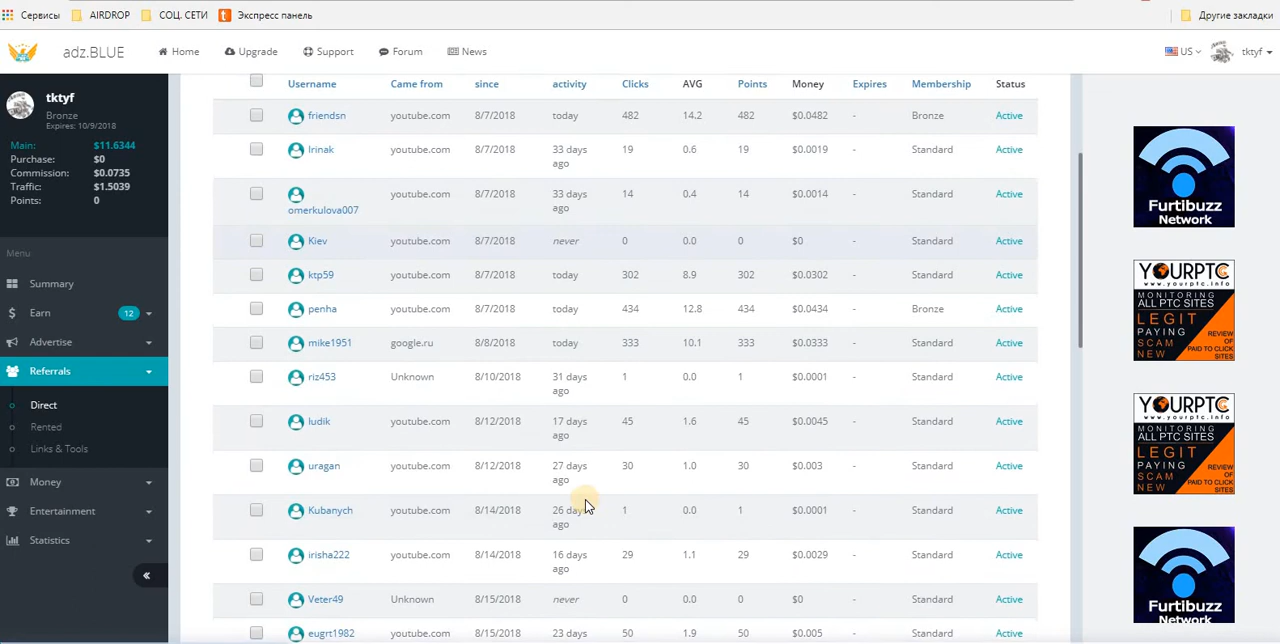 Сервисы AIRDROP СОЦ. СЕТИ Экспресс панель Другие закладки
adz.BLUE Home Upgrade Support Forum News US tktyf
tktyf
Bronze
Expires: 10/9/2018
Main: $11.6344
Purchase: $0
Commission: $0.0735
Traffic: $1.5039
Points: 0
Menu
Summary
Earn 12
Advertise
Referrals
Direct
Rented
Links & Tools
Money
Entertainment
Statistics
«
Username Came from since activity Clicks AVG Points Money Expires Membership Status
friendsn youtube.com 8/7/2018 today 482 14.2 482 $0.0482 - Bronze Active
Irinak youtube.com 8/7/2018 33 days 19 0.6 19 $0.0019 - Standard Active
ago
youtube.com 8/7/2018 33 days 14 0.4 14 $0.0014 - Standard Active
omerkulova007 ago
Kiev youtube.com 8/7/2018 never 0 0.0 0 $0 - Standard Active
ktp59 youtube.com 8/7/2018 today 302 8.9 302 $0.0302 - Standard Active
penha youtube.com 8/7/2018 today 434 12.8 434 $0.0434 - Bronze Active
mike1951 google.ru 8/8/2018 today 333 10.1 333 $0.0333 - Standard Active
riz453 Unknown 8/10/2018 31 days 1 0.0 1 $0.0001 - Standard Active
ago
ludik youtube.com 8/12/2018 17 days 45 1.6 45 $0.0045 - Standard Active
ago
uragan youtube.com 8/12/2018 27 days 30 1.0 30 $0.003 - Standard Active
ago
Kubanych youtube.com 8/14/2018 26 days 1 0.0 1 $0.0001 - Standard Active
ago
irisha222 youtube.com 8/14/2018 16 days 29 1.1 29 $0.0029 - Standard Active
ago
Veter49 Unknown 8/15/2018 never 0 0.0 0 $0 - Standard Active
eugrt1982 youtube.com 8/15/2018 23 days 50 1.9 50 $0.005 - Standard Active
Furtibuzz
Network
YOURPTC
www.yourptc.info
MONITORING
ALL PTC SITES
LEGIT
PAYING
SCAM
NEW
REVIEW
OF
PAID TO CLICK
SITES
YOURPTC
www.yourptc.info
MONITORING
ALL PTC SITES
LEGIT
PAYING
SCAM
NEW
REVIEW
OF
PAID TO CLICK
SITES
Furtibuzz